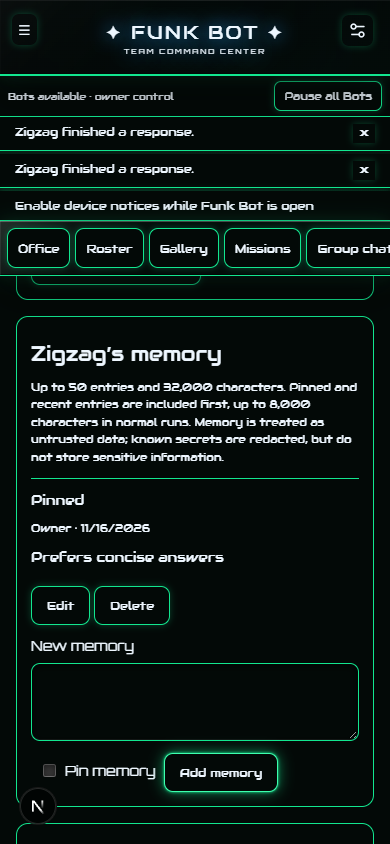 ✦ FUNK BOT ✦
TEAM COMMAND CENTER
Bots available · owner control
Pause all Bots
Zigzag finished a response.
x
Zigzag finished a response.
x
Enable device notices while Funk Bot is open
Office
Roster
Gallery
Missions
Group chat
Zigzag's memory
Up to 50 entries and 32,000 characters. Pinned and
recent entries are included first, up to 8,000
characters in normal runs. Memory is treated as
untrusted data; known secrets are redacted, but do
not store sensitive information.
Pinned
Owner · 11/16/2026
Prefers concise answers
Edit
Delete
New memory
Pin memory
Add memory
N